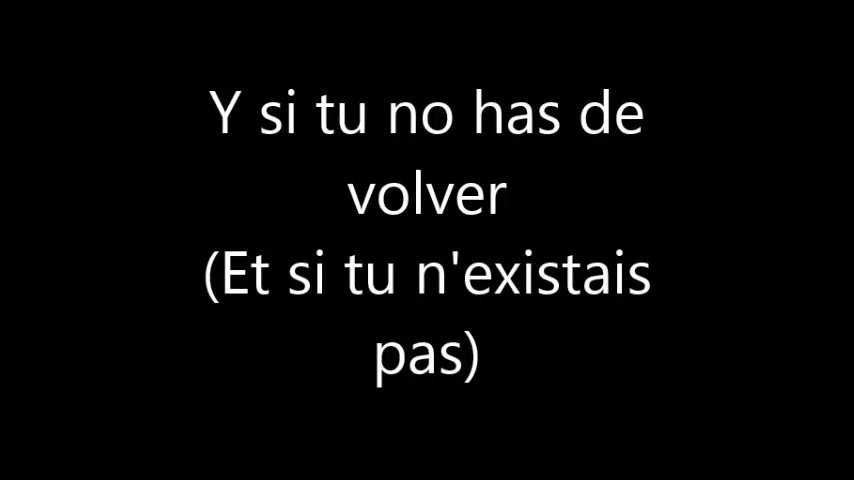 Y si tu no has de
volver
(Et si tu n'existais
pas)